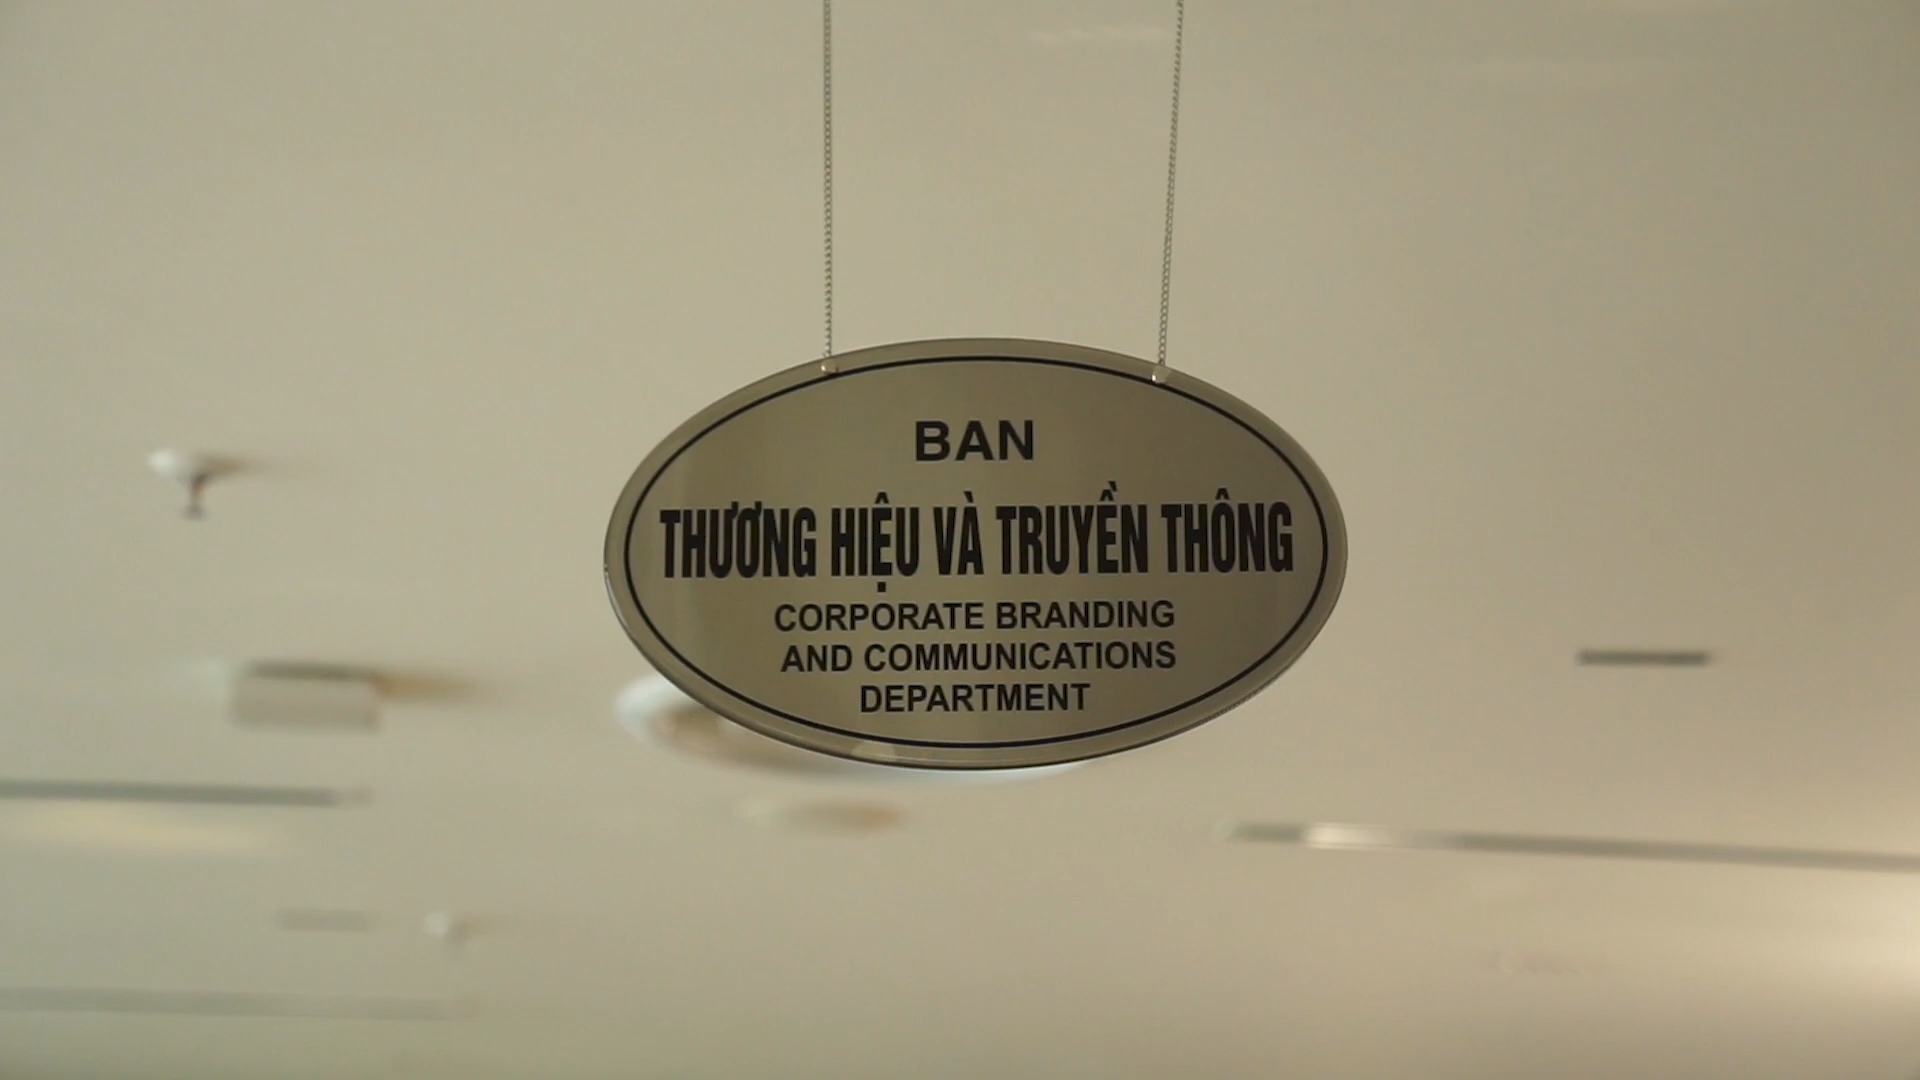 BAN
THƯƠNG HIỆU VÀ TRUYỀN THÔNG
CORPORATE BRANDING
AND COMMUNICATIONS
DEPARTMENT